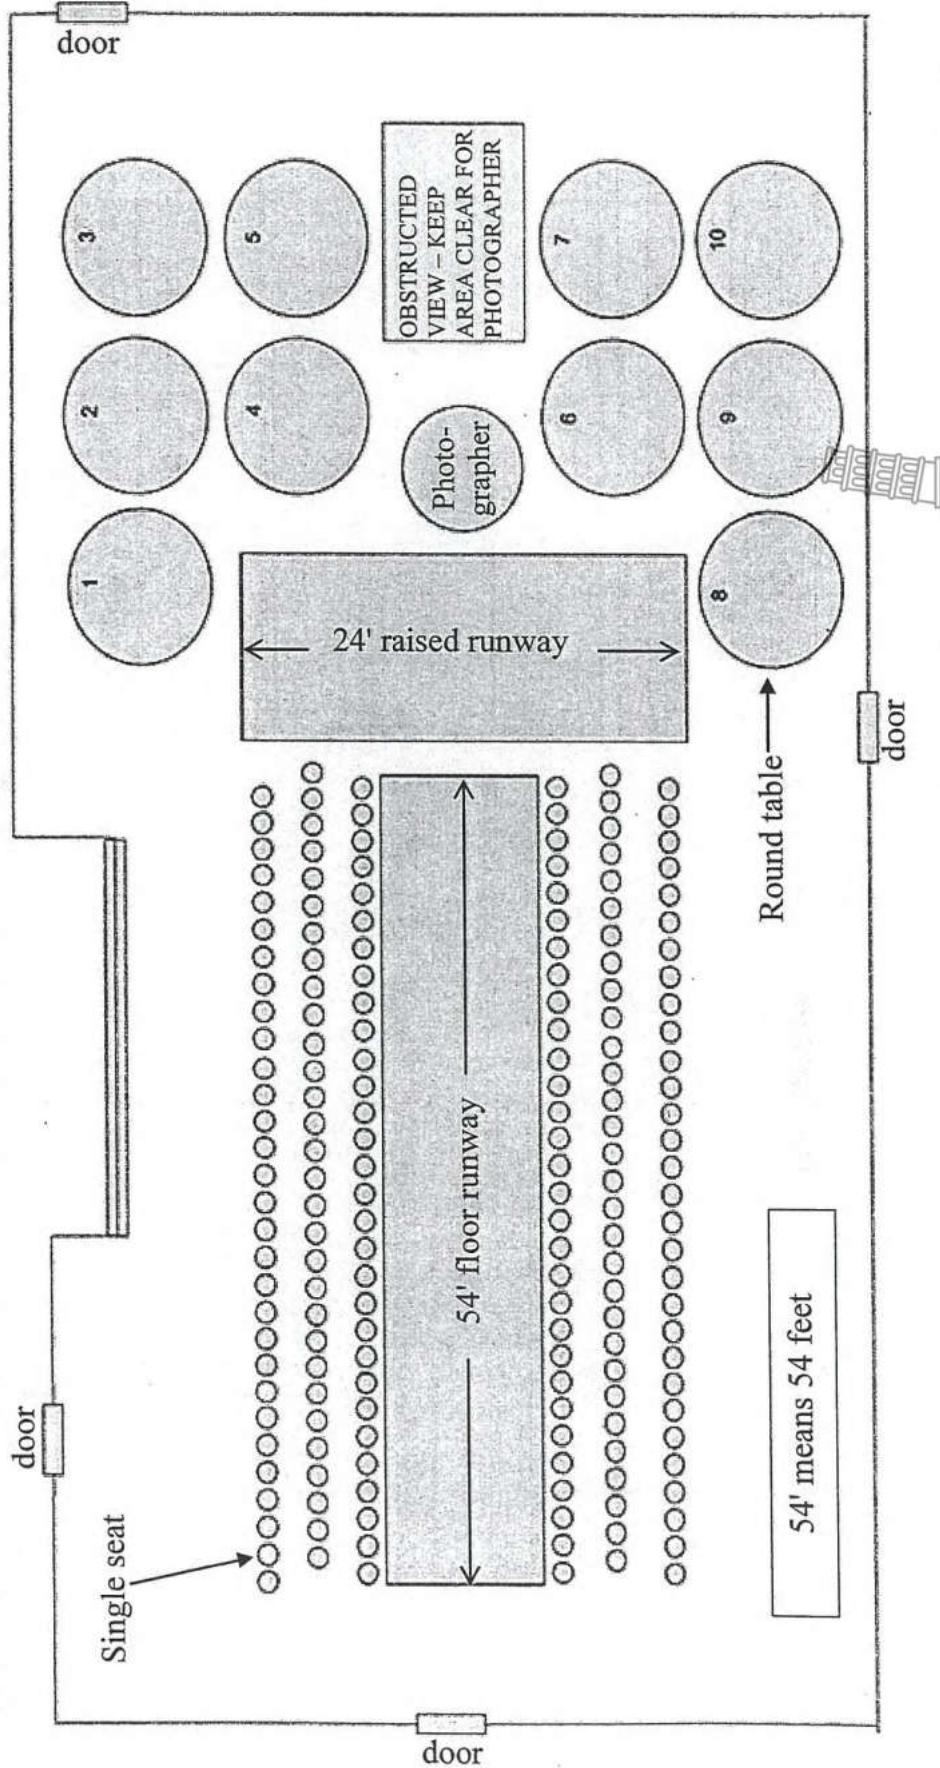 door
3
5
OBSTRUCTED
VIEW – KEEP
AREA CLEAR FOR
PHOTOGRAPHER
7
10
2
4
Photo-
grapher
6
9
1
24' raised runway
8
Round table
door
54' floor runway
door
Single seat
54' means 54 feet
door